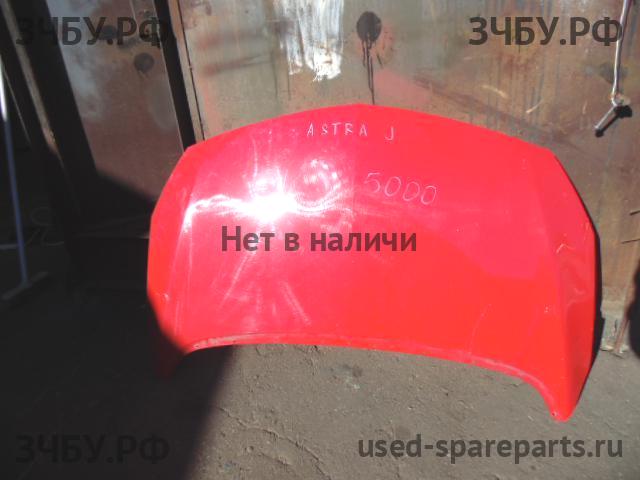 ЗЧБУ.РФ ЗЧБУ.РФ
ASTRA J
5000
Нет в наличи
ЗЧБУ.РФ used-spareparts.ru